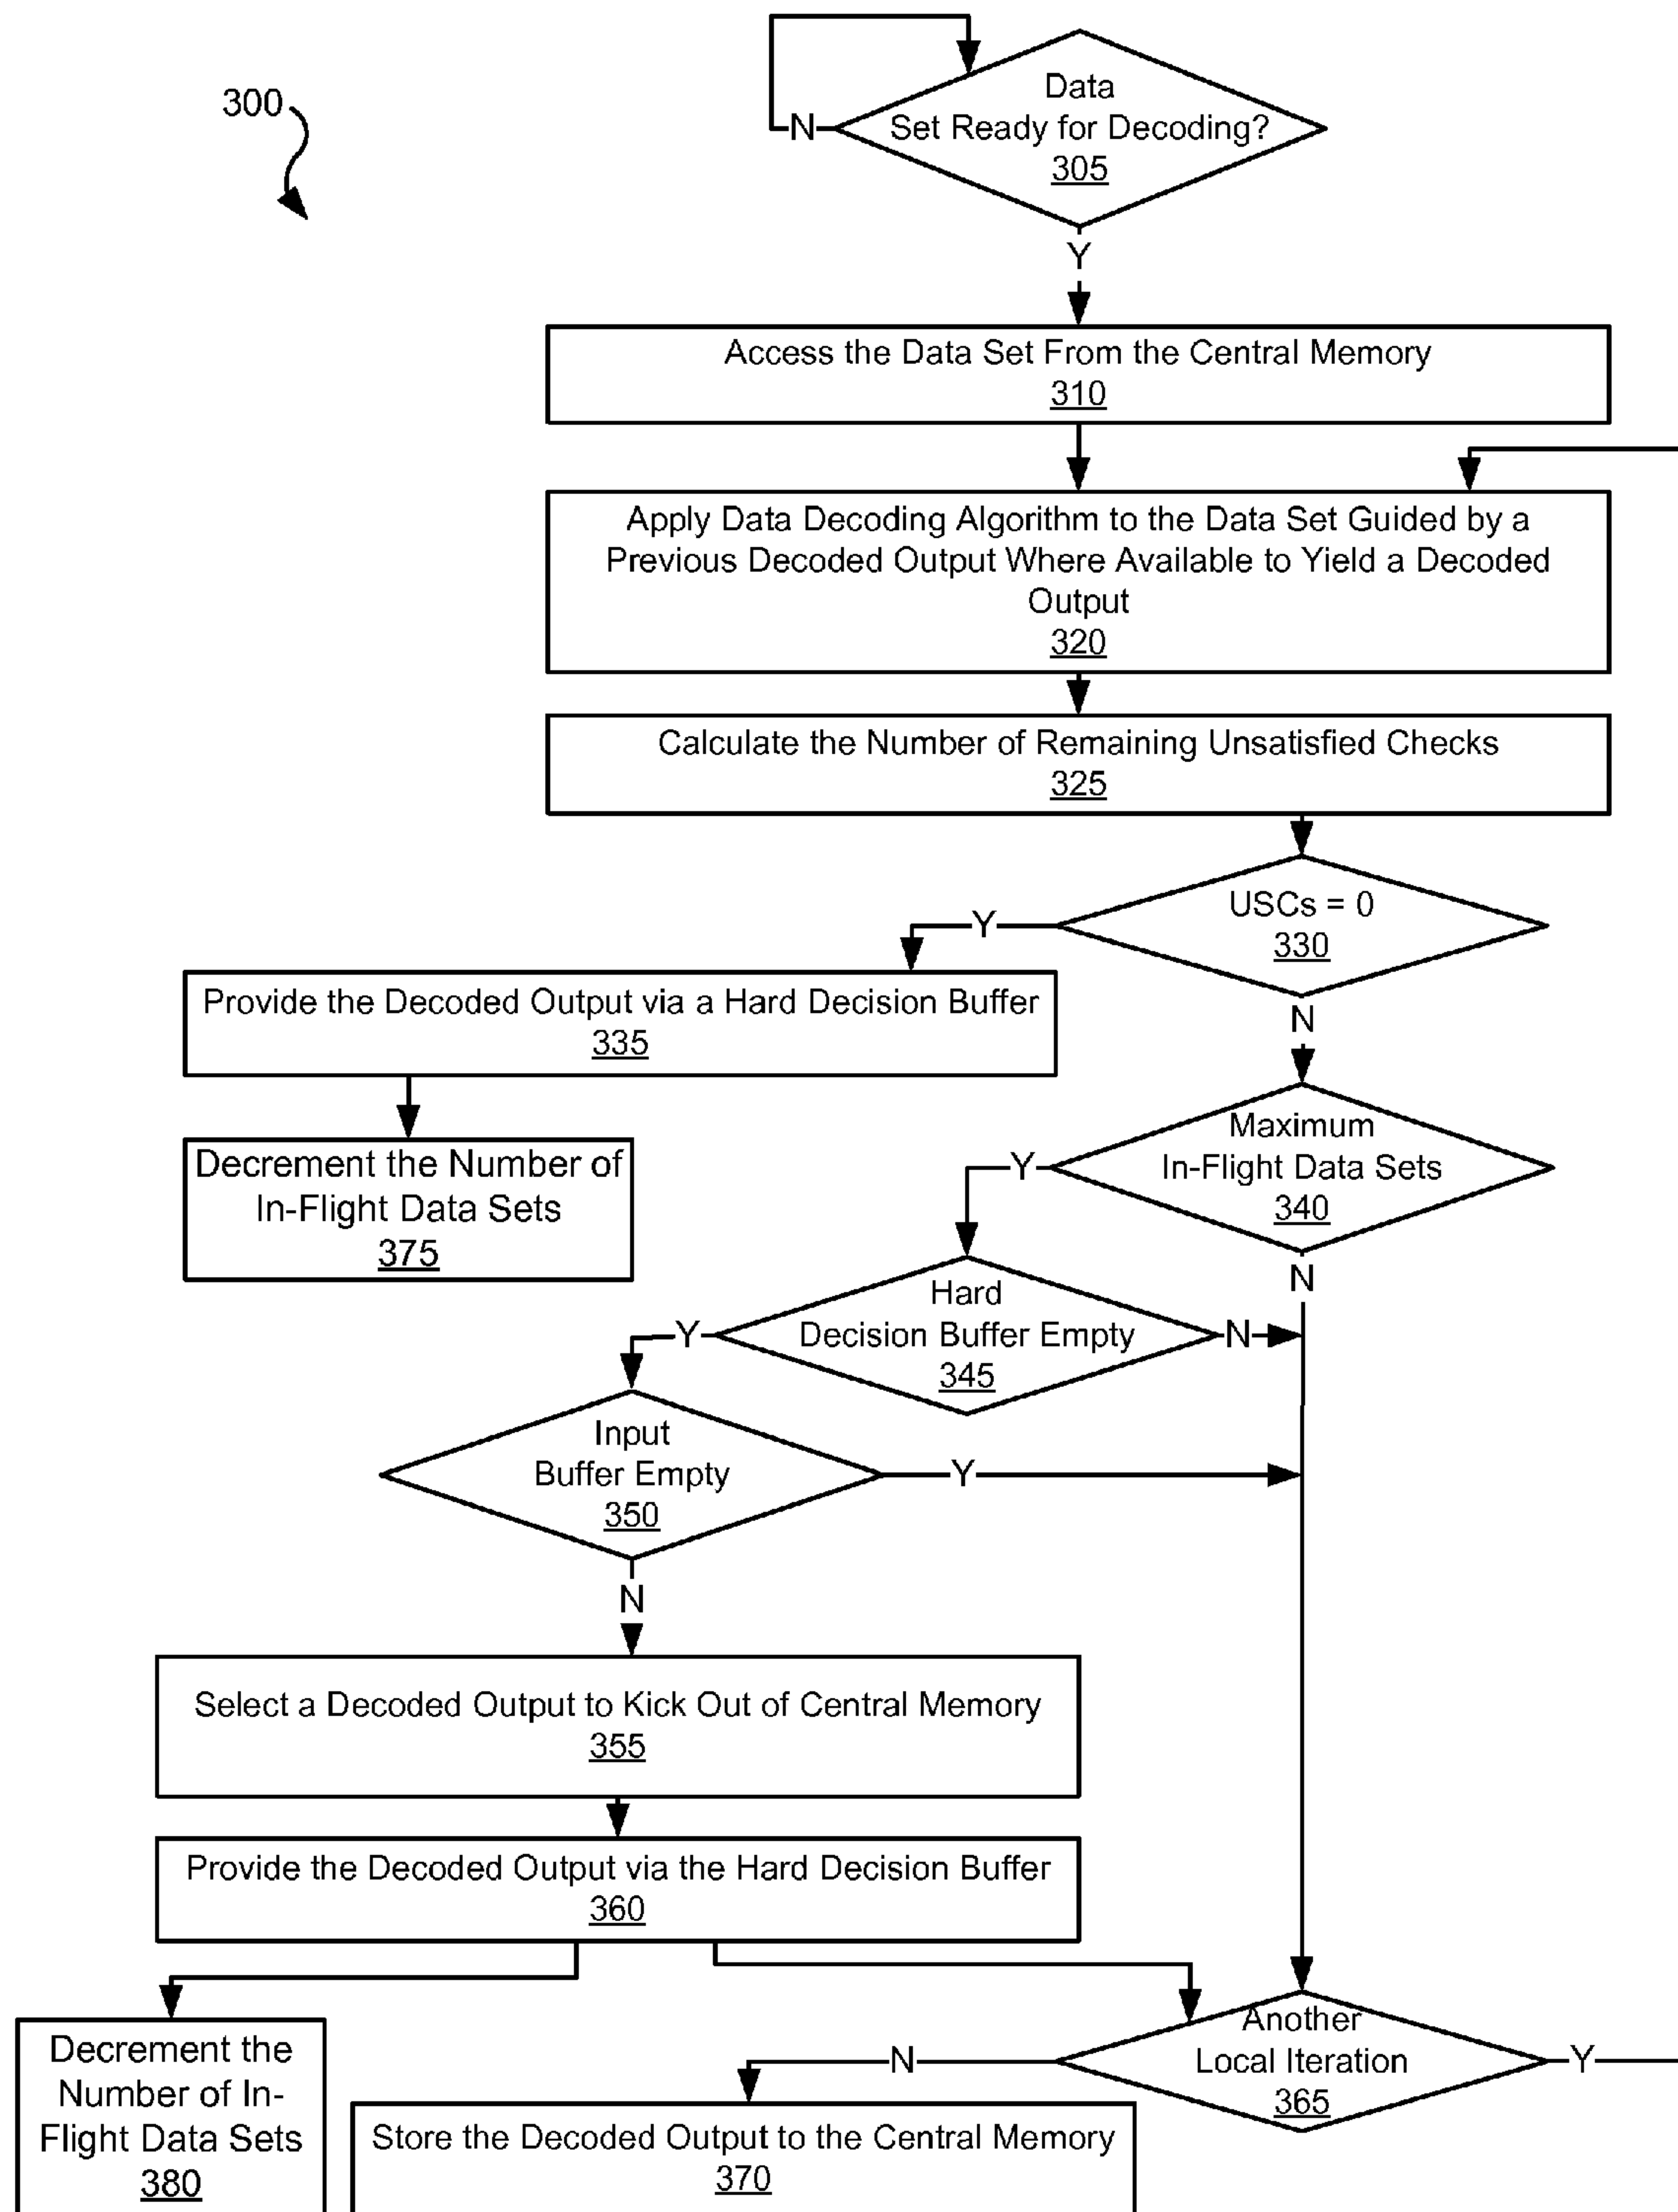 300
Data
Set Ready for Decoding?
305
N
Y
Access the Data Set From the Central Memory
310
Apply Data Decoding Algorithm to the Data Set Guided by a
Previous Decoded Output Where Available to Yield a Decoded
Output
320
Calculate the Number of Remaining Unsatisfied Checks
325
USCs = 0
330
Y
N
Provide the Decoded Output via a Hard Decision Buffer
335
Decrement the Number of
In-Flight Data Sets
375
Maximum
In-Flight Data Sets
340
Y
N
Hard
Decision Buffer Empty
345
Y
N
Input
Buffer Empty
350
Y
N
Select a Decoded Output to Kick Out of Central Memory
355
Provide the Decoded Output via the Hard Decision Buffer
360
Decrement the
Number of In-
Flight Data Sets
380
Another
Local Iteration
365
N
Y
Store the Decoded Output to the Central Memory
370